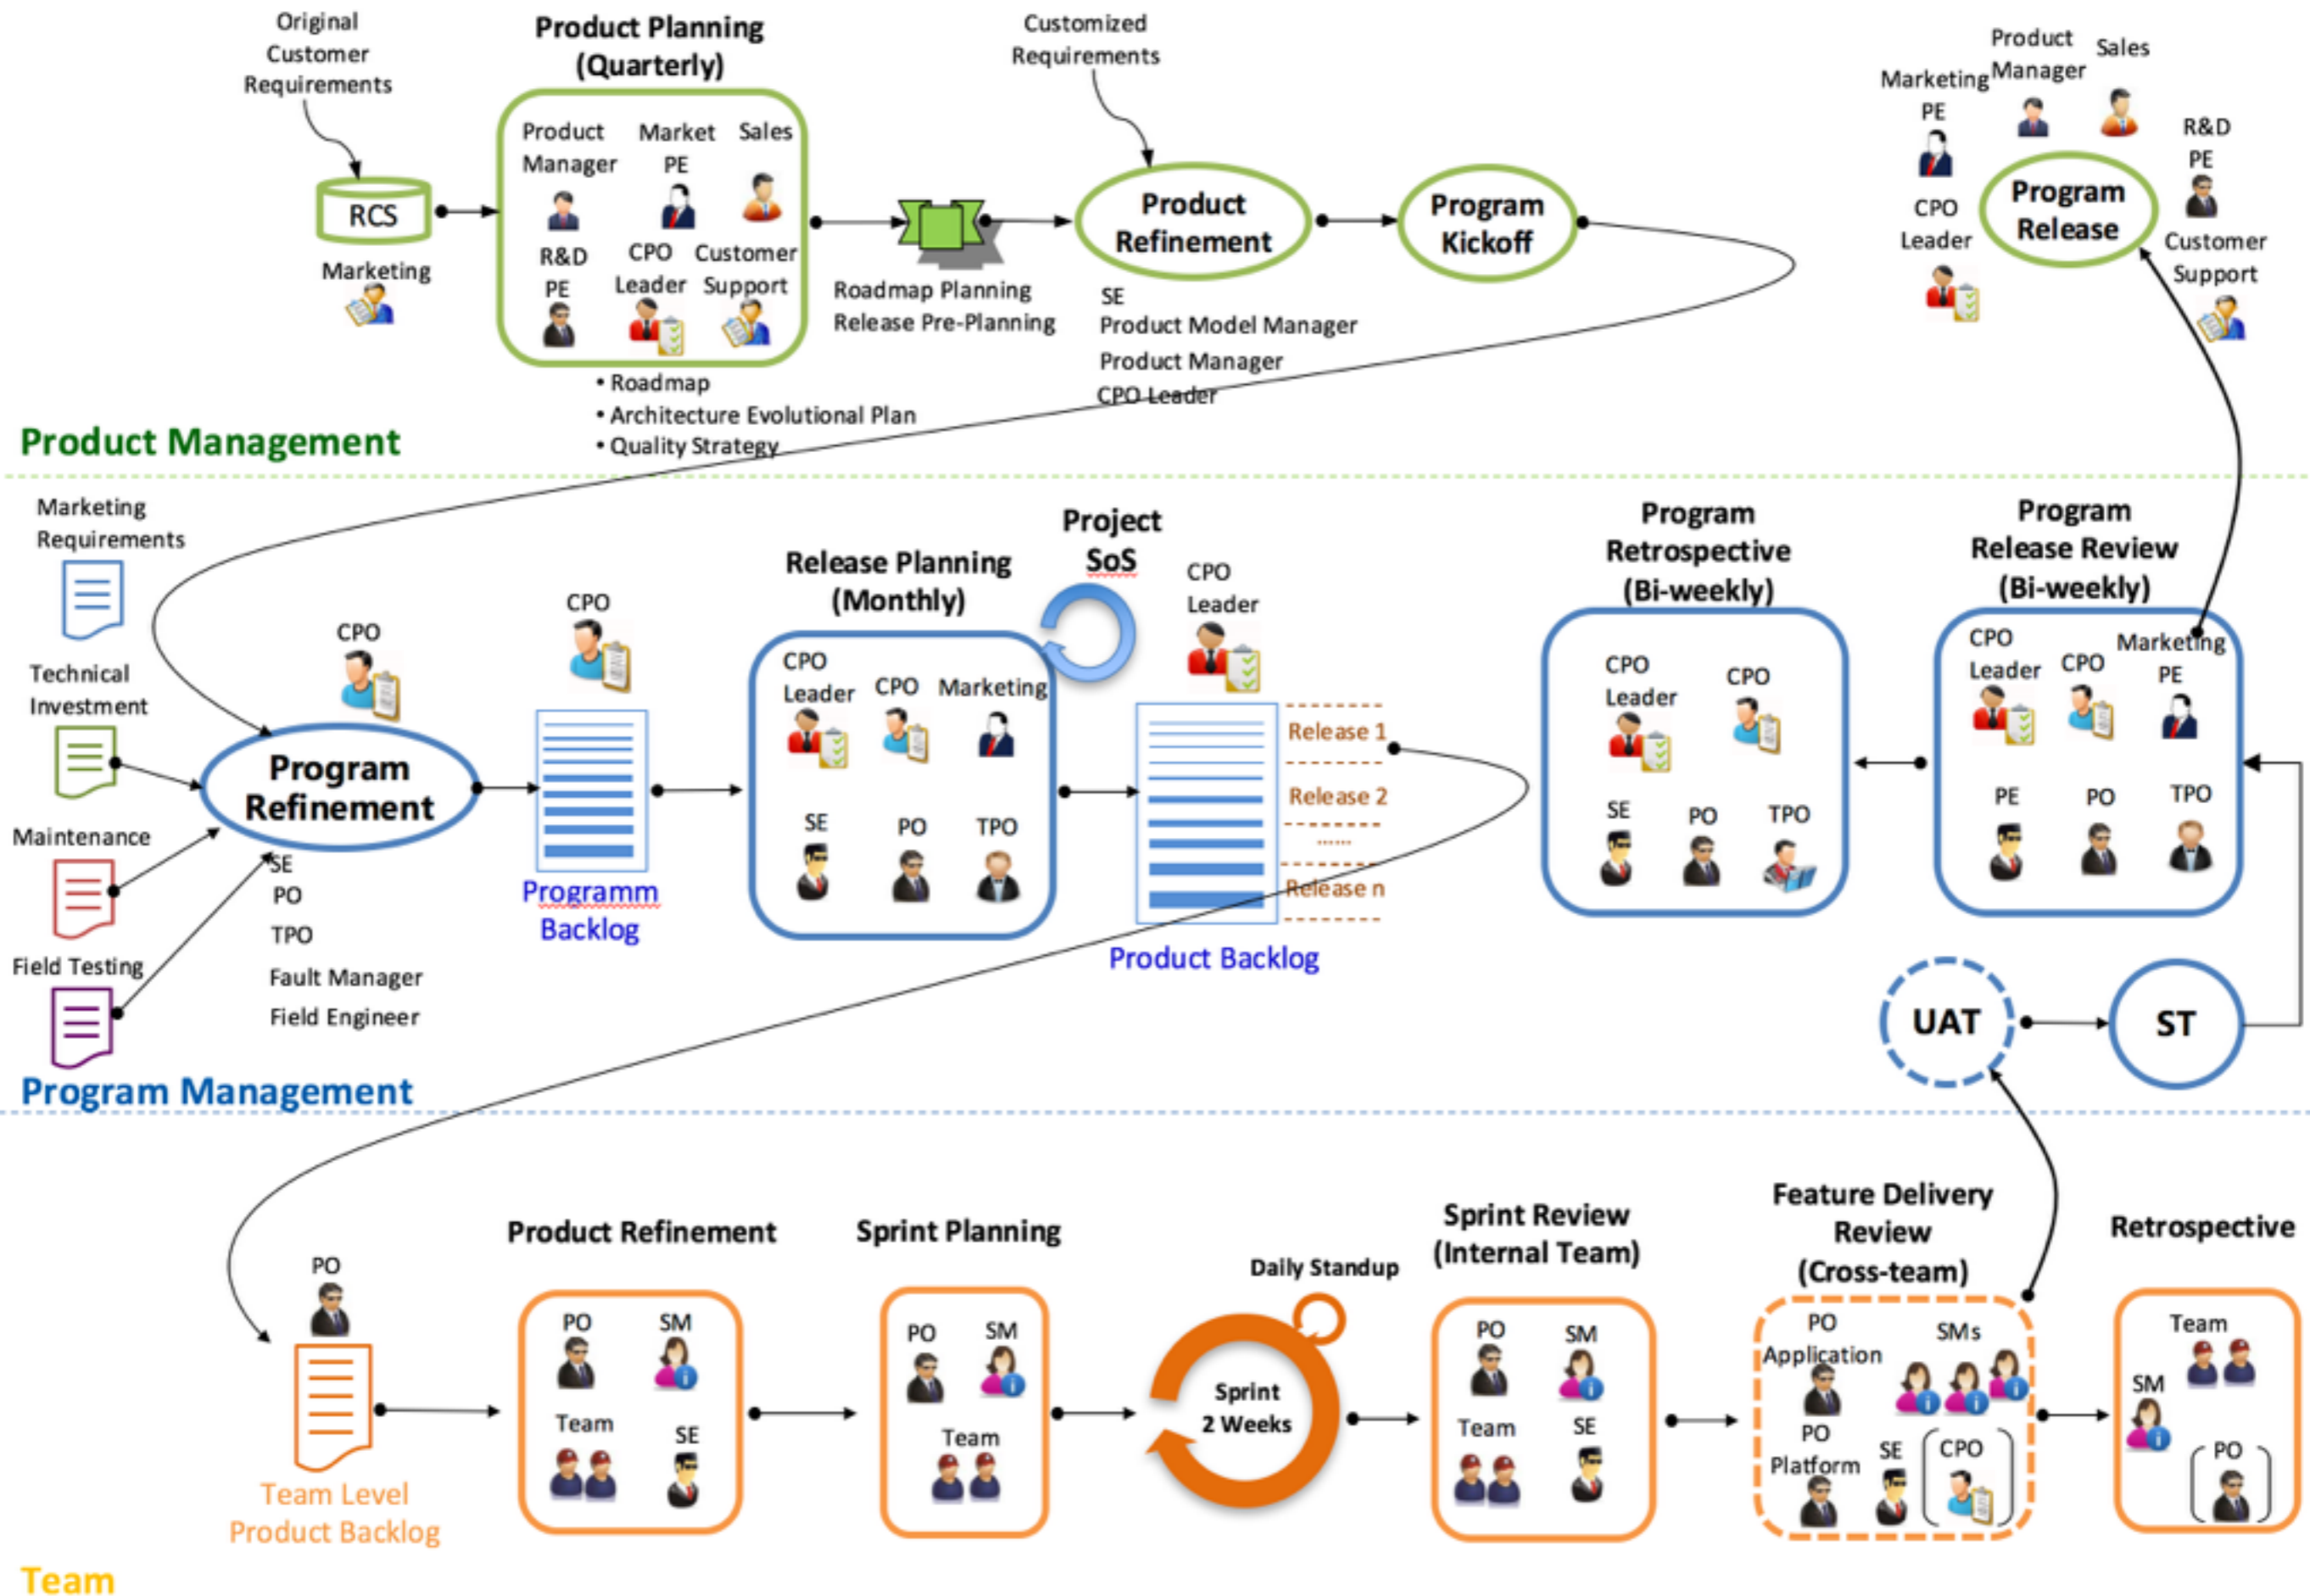 Original
Customer
Requirements
RCS
Marketing
Product Planning
(Quarterly)
Product
Manager
Market
PE
Sales
R&D
PE
CPO
Leader
Customer
Support
• Roadmap
• Architecture Evolutional Plan
• Quality Strategy
Roadmap Planning
Release Pre-Planning
Customized
Requirements
Product
Refinement
SE
Product Model Manager
Product Manager
CPO Leader
Program
Kickoff
Marketing
PE
Product
Manager
Sales
R&D
PE
CPO
Leader
Program
Release
Customer
Support
Product Management
Marketing
Requirements
Technical
Investment
Maintenance
Field Testing
CPO
Program
Refinement
SE
PO
TPO
Fault Manager
Field Engineer
CPO
Programm
Backlog
Release Planning
(Monthly)
CPO
Leader
CPO
Marketing
SE
PO
TPO
Project
SoS
CPO
Leader
Release 1
Release 2
......
Release n
Product Backlog
Program
Retrospective
(Bi-weekly)
CPO
Leader
CPO
SE
PO
TPO
Program
Release Review
(Bi-weekly)
CPO
Leader
CPO
Marketing
PE
PE
PO
TPO
UAT
ST
Program Management
PO
Team Level
Product Backlog
Product Refinement
PO
SM
Team
SE
Sprint Planning
PO
SM
Team
Daily Standup
Sprint
2 Weeks
Sprint Review
(Internal Team)
PO
SM
Team
SE
Feature Delivery
Review
(Cross-team)
PO
Application
SMs
PO
Platform
SE
CPO
Retrospective
Team
SM
PO
Team